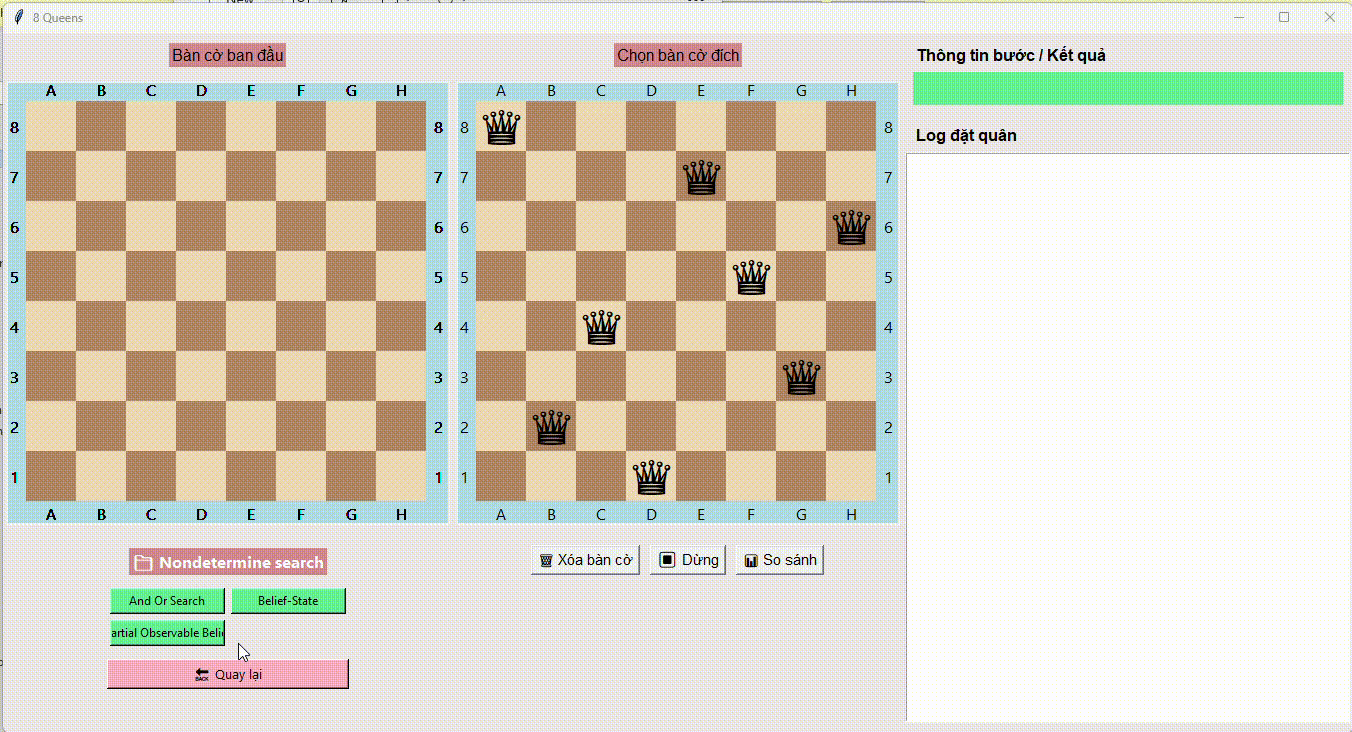 8 Queens
Bàn cờ ban đầu
Chọn bàn cờ đích
Thông tin bước / Kết quả
Log đặt quân
A B C D E F G H
A B C D E F G H
8 8 8 8
7 7 7 7
6 6 6 6
5 5 5 5
4 4 4 4
3 3 3 3
2 2 2 2
1 1 1 1
A B C D E F G H
A B C D E F G H
Nondetermine search
Xóa bàn cờ
Dừng
So sánh
And Or Search
Belief-State
artial Observable Beli
BACK Quay lại